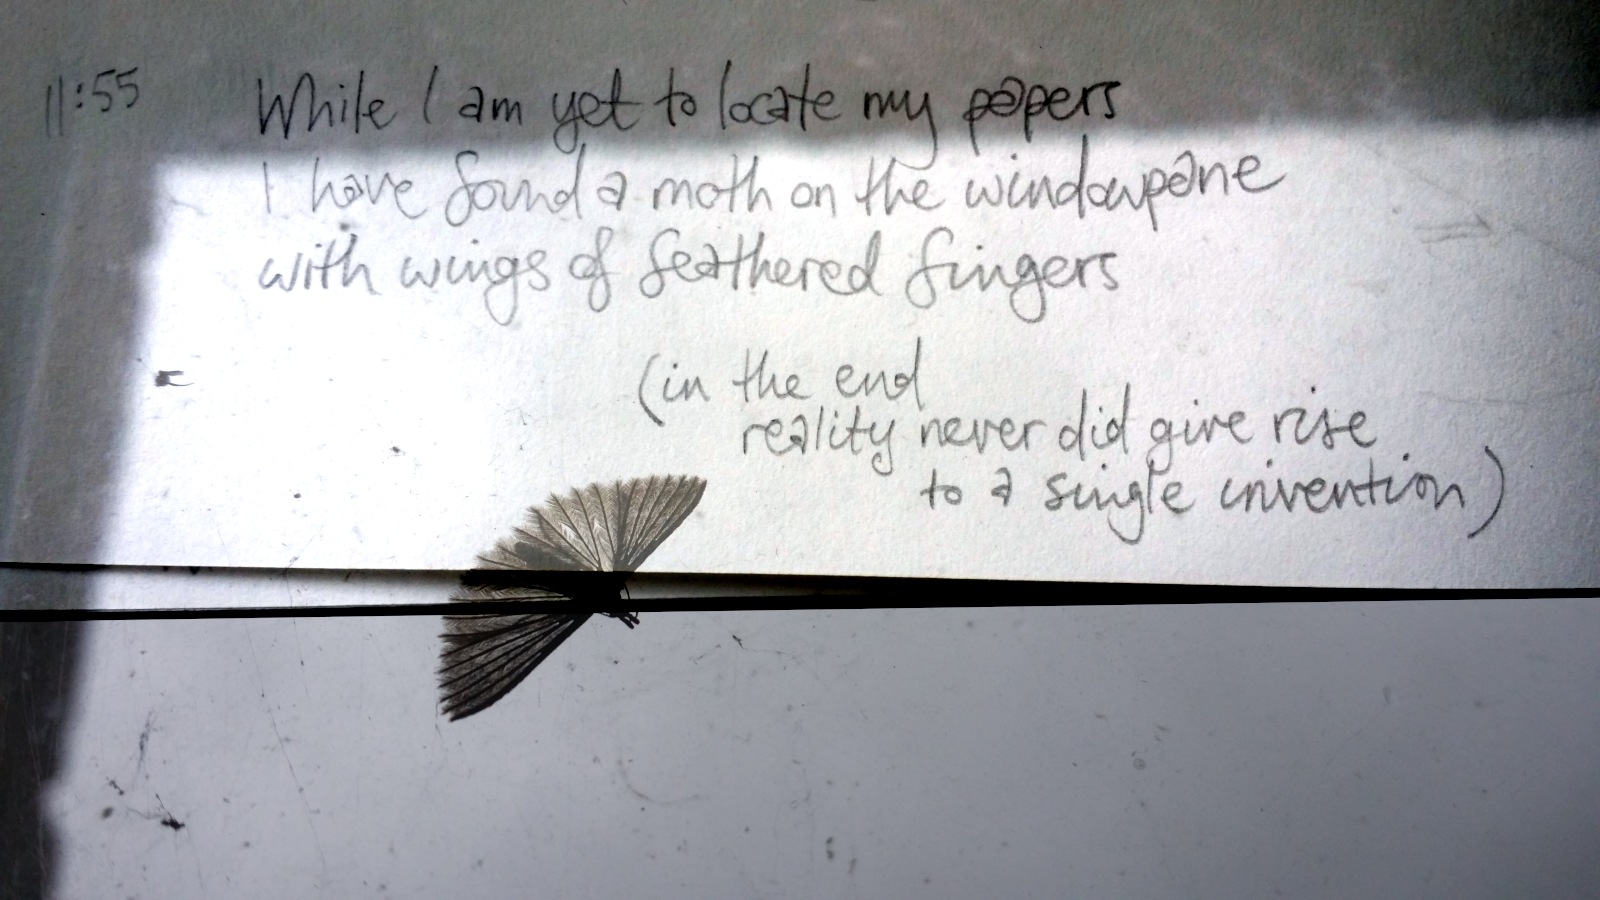 11:55 While I am yet to locate my papers
I have found a moth on the windowpane
with wings of feathered fingers
(in the end
reality never did give rise
to a single invention)